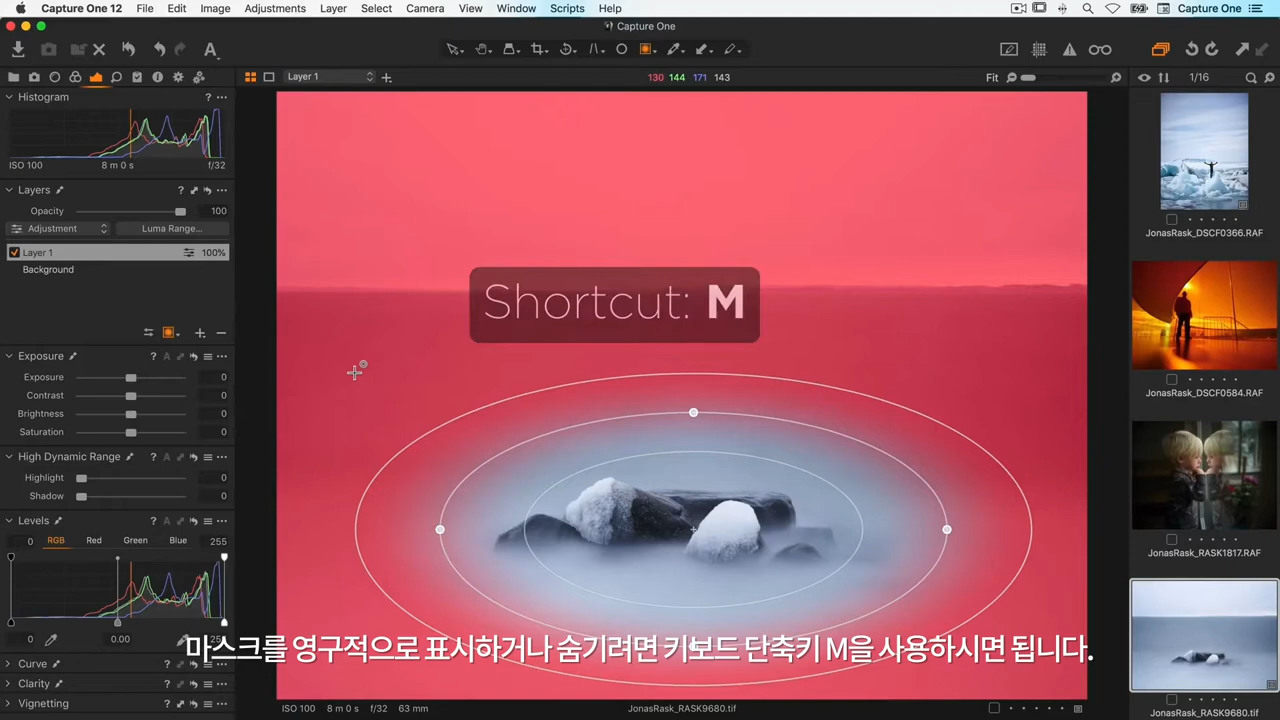 Capture One 12 File Edit Image Adjustments Layer Select Camera View Window Scripts Help Capture One
Capture One
Layer 1
130 144 171 143
Fit
1/16
Histogram
ISO 100 8 m 0 s f/32
Layers
Opacity 100
Adjustment Luma Range...
Layer 1 100%
Background
Exposure
Exposure 0
Contrast 0
Brightness 0
Saturation 0
High Dynamic Range
Highlight 0
Shadow 0
Levels
0 RGB Red Green Blue 255
0 0.00
Curve
Clarity
Vignetting
Shortcut: M
마스크를 영구적으로 표시하거나 숨기려면 키보드 단축키 M을 사용하시면 됩니다.
ISO 100 8 m 0 s f/32 63 mm JonasRask_RASK9680.tif
JonasRask_DSCF0366.RAF
JonasRask_DSCF0584.RAF
JonasRask_RASK1817.RAF
JonasRask_RASK9680.tif